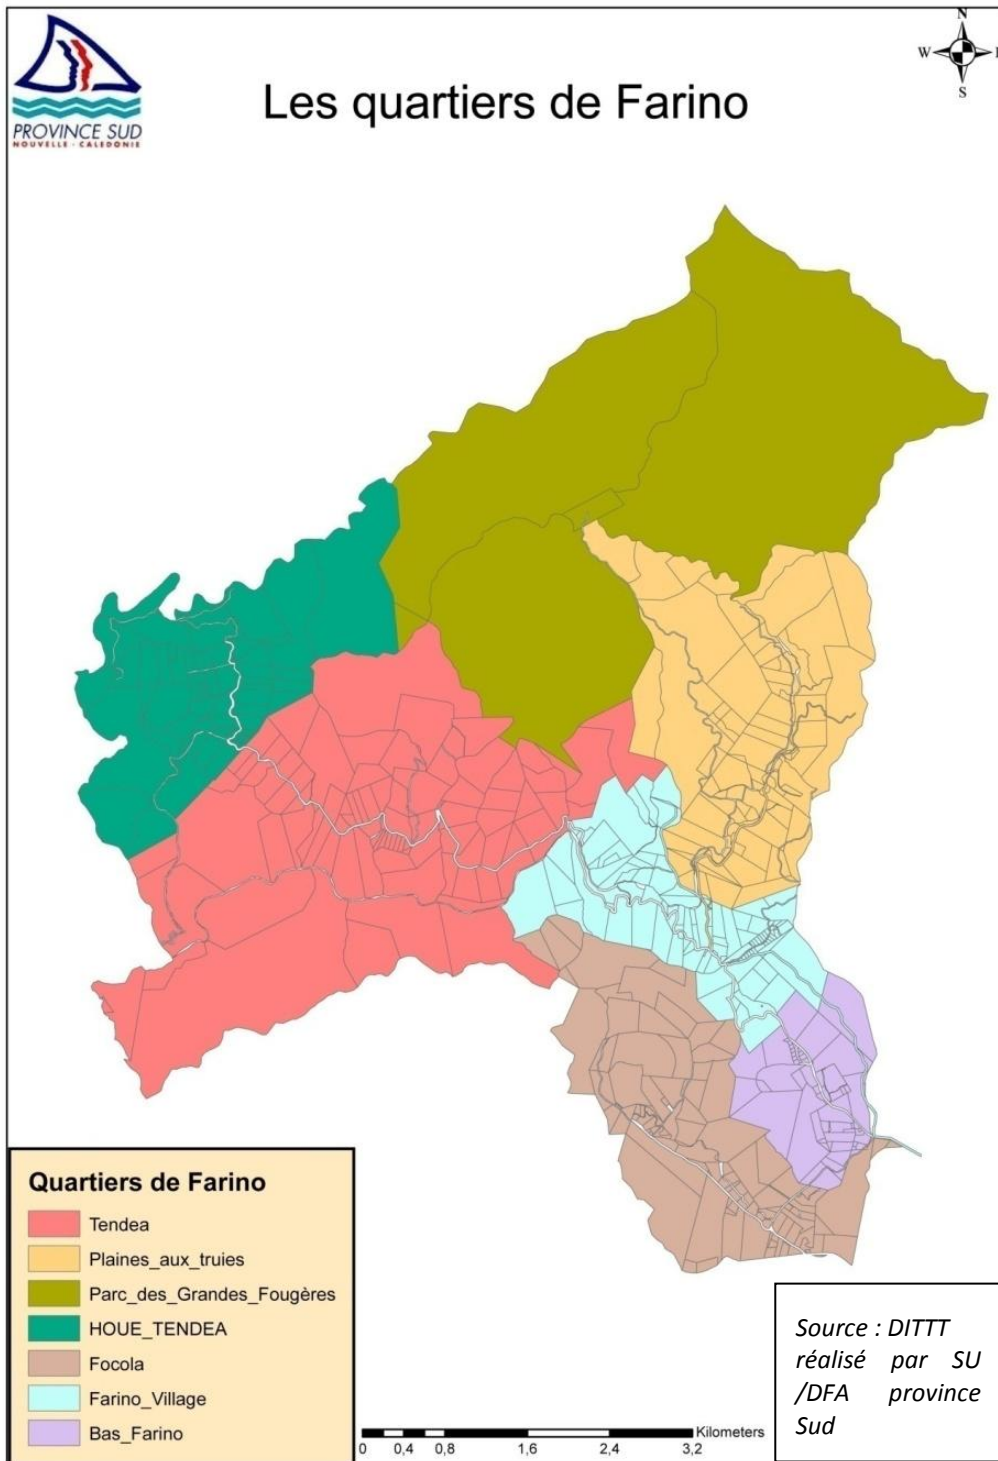 PROVINCE SUD
NOUVELLE - CALEDONIE
Les quartiers de Farino
N
W
S
Quartiers de Farino
Tendea
Plaines_aux_truies
Parc_des_Grandes_Fougères
HOUE_TENDEA
Focola
Farino_Village
Bas_Farino
Kilometers
0 0,4 0,8 1,6 2,4 3,2
Source : DITTT
réalisé par SU
/DFA province
Sud